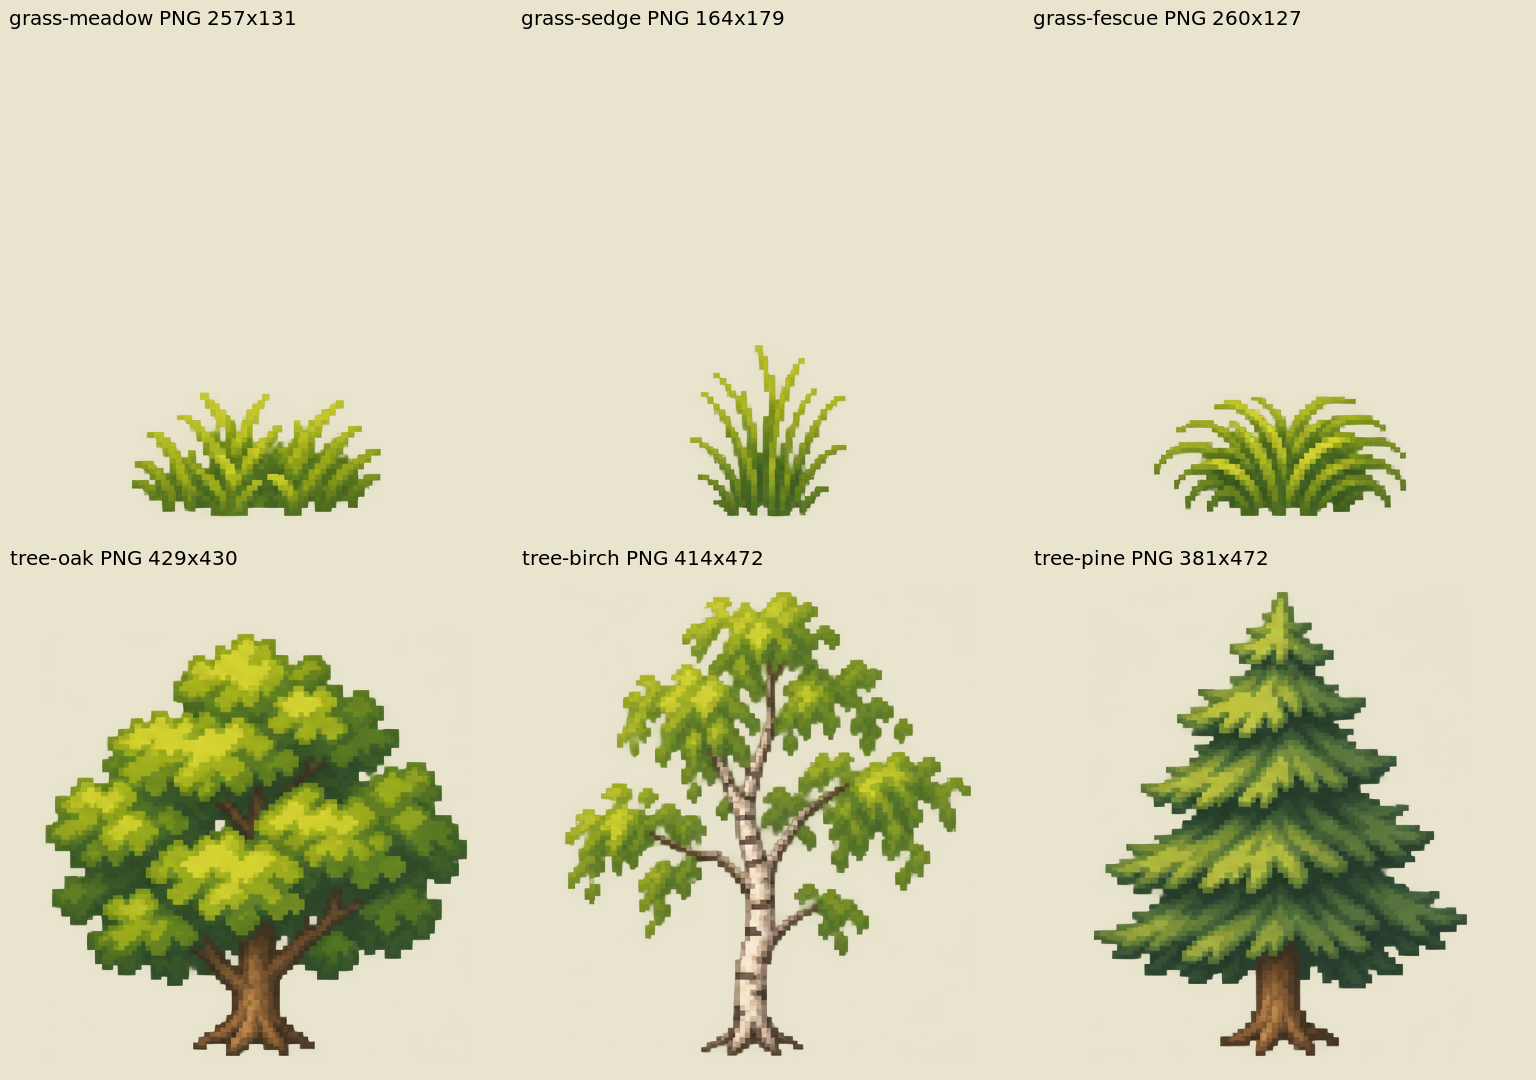 grass-meadow PNG 257x131
grass-sedge PNG 164x179
grass-fescue PNG 260x127
tree-oak PNG 429x430
tree-birch PNG 414x472
tree-pine PNG 381x472